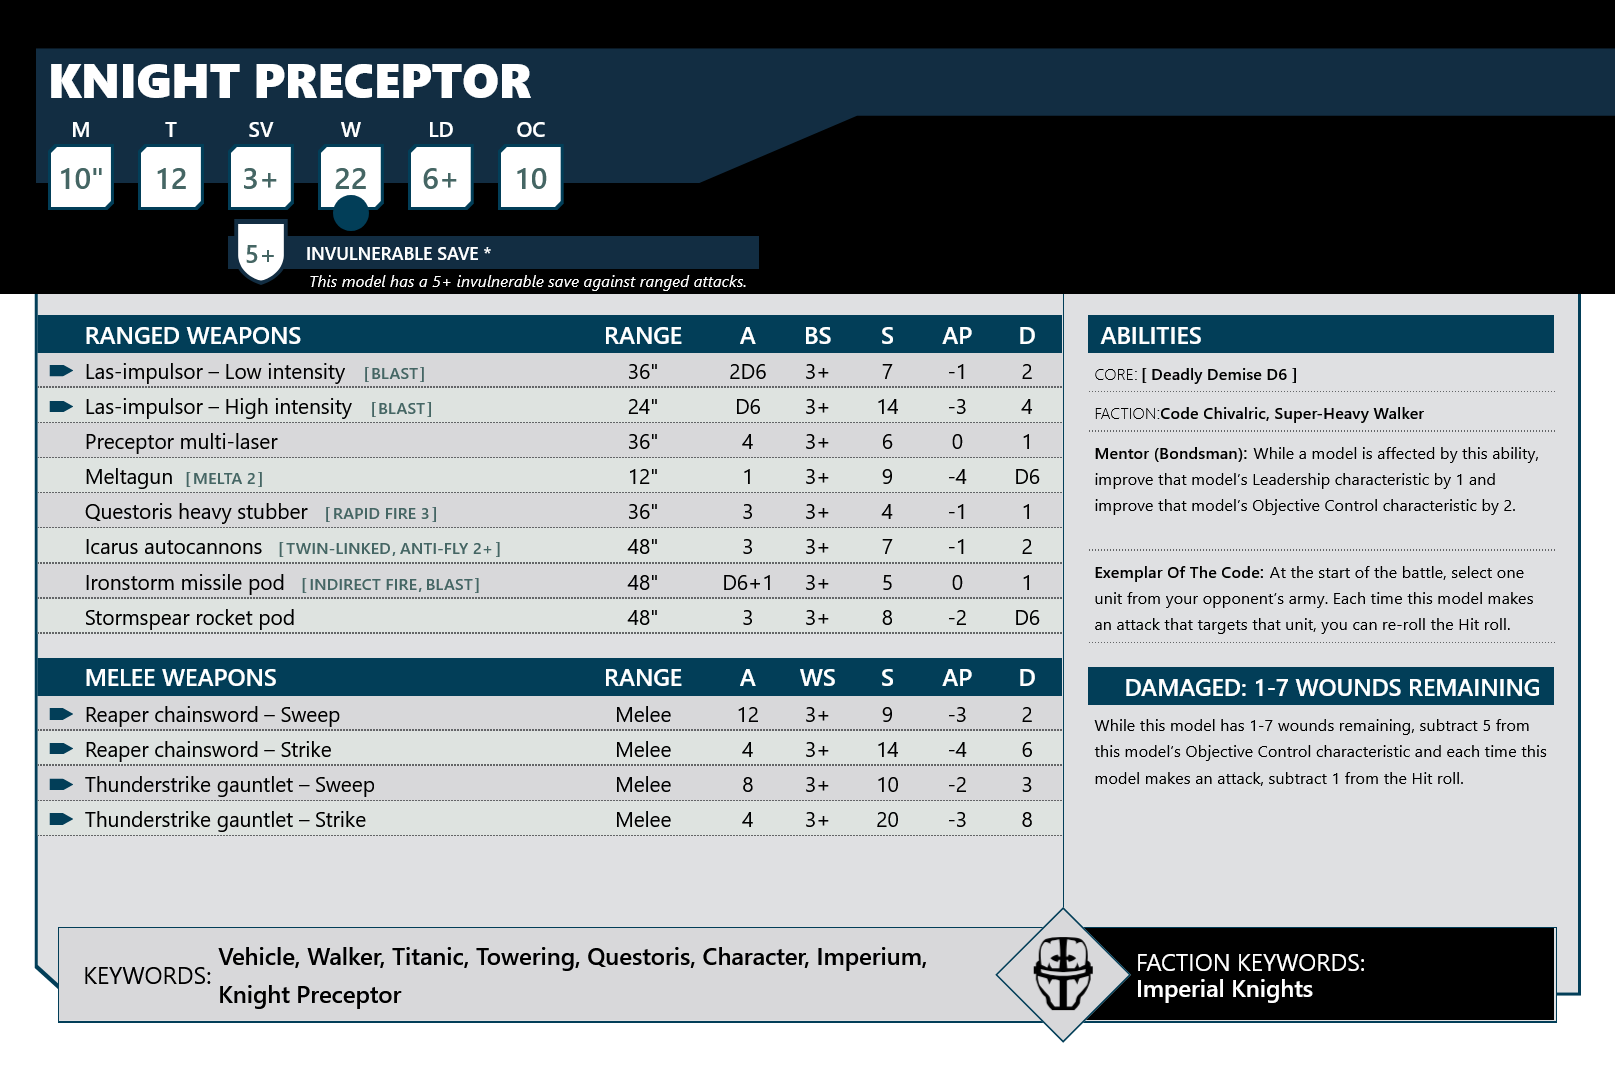 KNIGHT PRECEPTOR
M T SV W LD OC
10" 12 3+ 22 6+ 10
5+ INVULNERABLE SAVE *
This model has a 5+ invulnerable save against ranged attacks.
RANGED WEAPONS RANGE A BS S AP D
Las-impulsor – Low intensity [BLAST] 36" 2D6 3+ 7 -1 2
Las-impulsor – High intensity [BLAST] 24" D6 3+ 14 -3 4
Preceptor multi-laser 36" 4 3+ 6 0 1
Meltagun [MELTA 2] 12" 1 3+ 9 -4 D6
Questoris heavy stubber [RAPID FIRE 3] 36" 3 3+ 4 -1 1
Icarus autocannons [TWIN-LINKED, ANTI-FLY 2+] 48" 3 3+ 7 -1 2
Ironstorm missile pod [INDIRECT FIRE, BLAST] 48" D6+1 3+ 5 0 1
Stormspear rocket pod 48" 3 3+ 8 -2 D6
MELEE WEAPONS RANGE A WS S AP D
Reaper chainsword – Sweep Melee 12 3+ 9 -3 2
Reaper chainsword – Strike Melee 4 3+ 14 -4 6
Thunderstrike gauntlet – Sweep Melee 8 3+ 10 -2 3
Thunderstrike gauntlet – Strike Melee 4 3+ 20 -3 8
ABILITIES
CORE: [ Deadly Demise D6 ]
FACTION:Code Chivalric, Super-Heavy Walker
Mentor (Bondsman): While a model is affected by this ability,
improve that model’s Leadership characteristic by 1 and
improve that model’s Objective Control characteristic by 2.
Exemplar Of The Code: At the start of the battle, select one
unit from your opponent’s army. Each time this model makes
an attack that targets that unit, you can re-roll the Hit roll.
DAMAGED: 1-7 WOUNDS REMAINING
While this model has 1-7 wounds remaining, subtract 5 from
this model’s Objective Control characteristic and each time this
model makes an attack, subtract 1 from the Hit roll.
KEYWORDS: Vehicle, Walker, Titanic, Towering, Questoris, Character, Imperium,
Knight Preceptor
FACTION KEYWORDS:
Imperial Knights